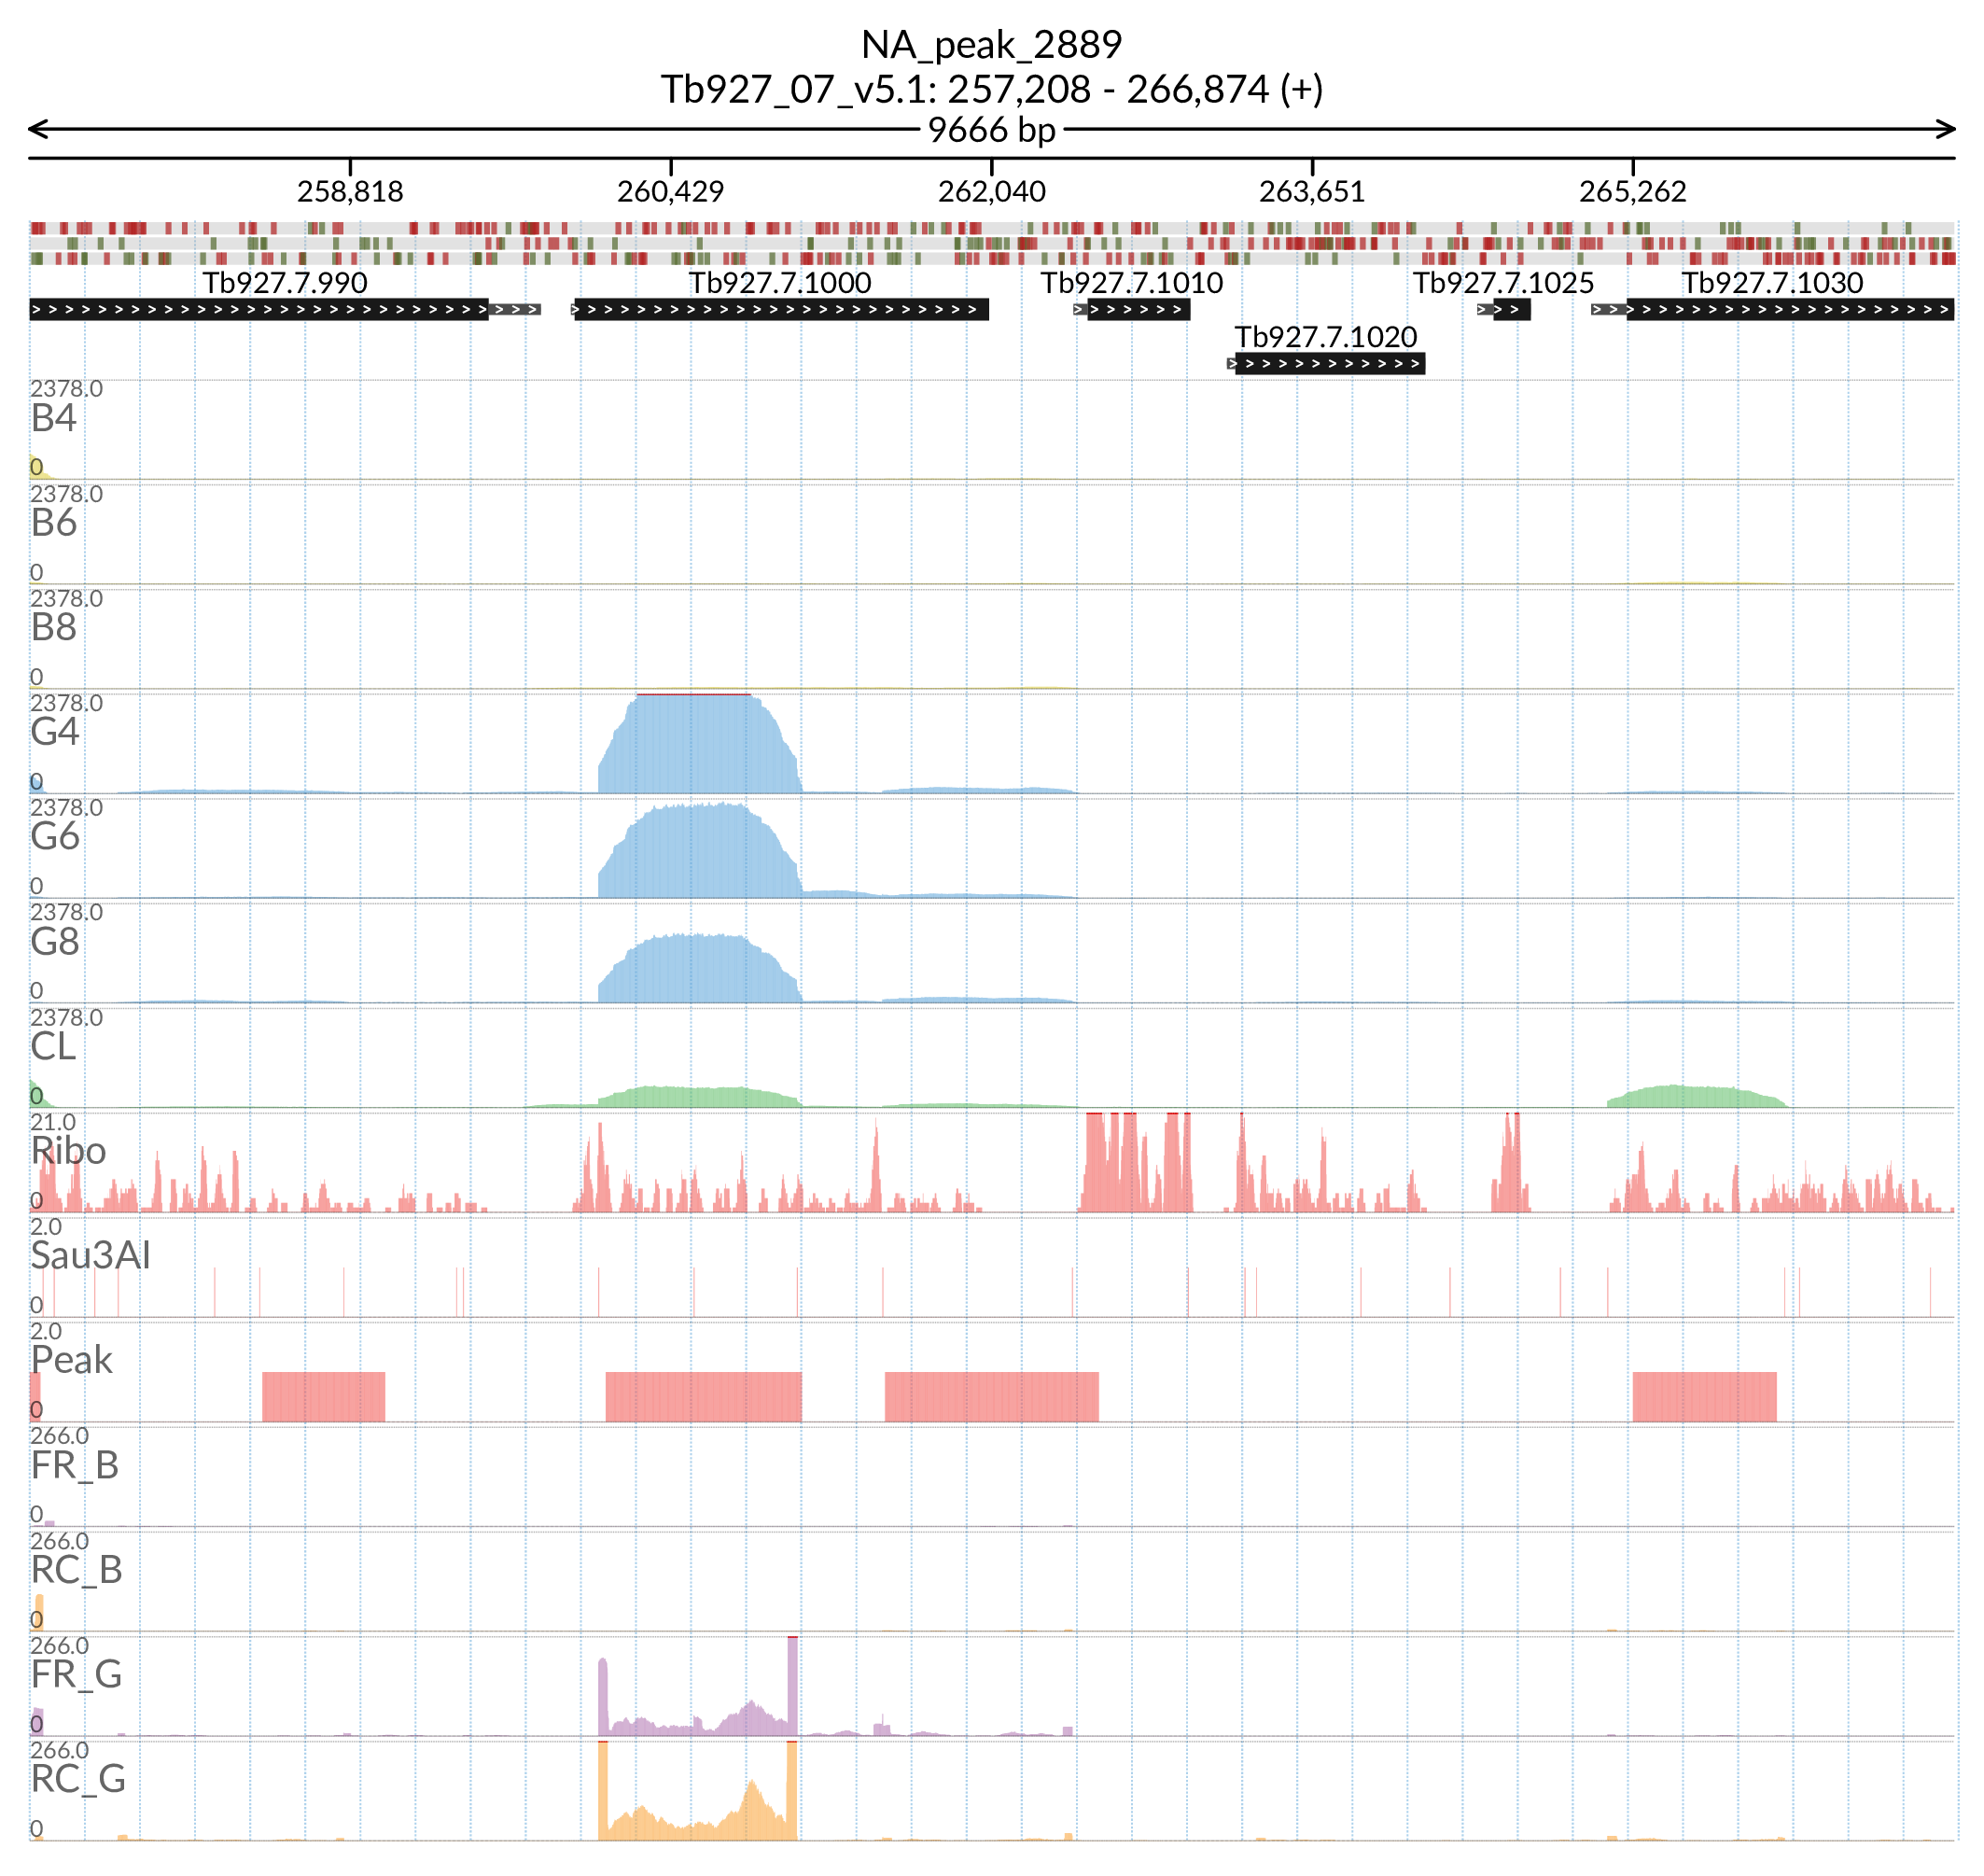 NA_peak_2889
Tb927_07_v5.1: 257,208 - 266,874 (+)
9666 bp
258,818 260,429 262,040 263,651 265,262
Tb927.7.990 Tb927.7.1000 Tb927.7.1010 Tb927.7.1025 Tb927.7.1030
Tb927.7.1020
2378.0
B4
0
2378.0
B6
0
2378.0
B8
0
2378.0
G4
0
2378.0
G6
0
2378.0
G8
0
2378.0
CL
0
21.0
Ribo
0
2.0
Sau3AI
0
2.0
Peak
0
266.0
FR_B
0
266.0
RC_B
0
266.0
FR_G
0
266.0
RC_G
0